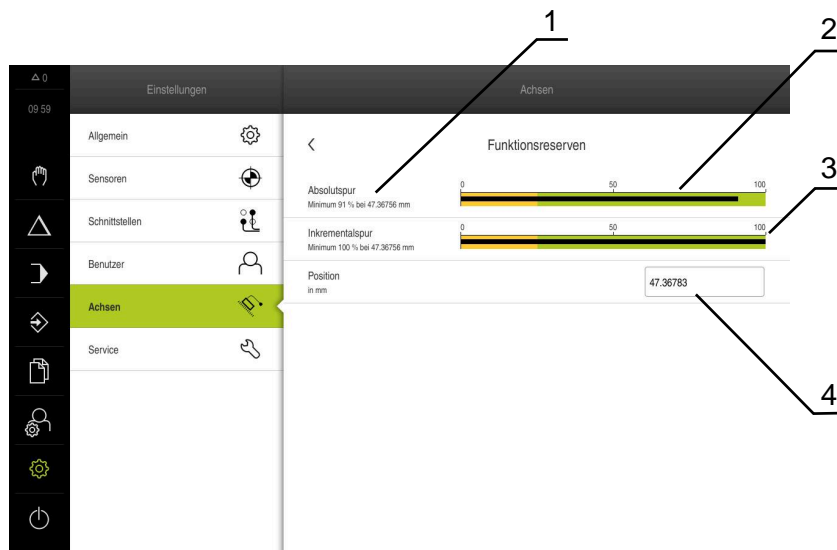 1
2
3
4
0
09 59
Einstellungen
Achsen
Allgemein
Sensoren
Schnittstellen
Benutzer
Achsen
Service
Funktionsreserven
Absolutspur
Minimum 91 % bei 47.36756 mm
0 50 100
Inkrementalspur
Minimum 100 % bei 47.36756 mm
0 50 100
Position
in mm
47.36783